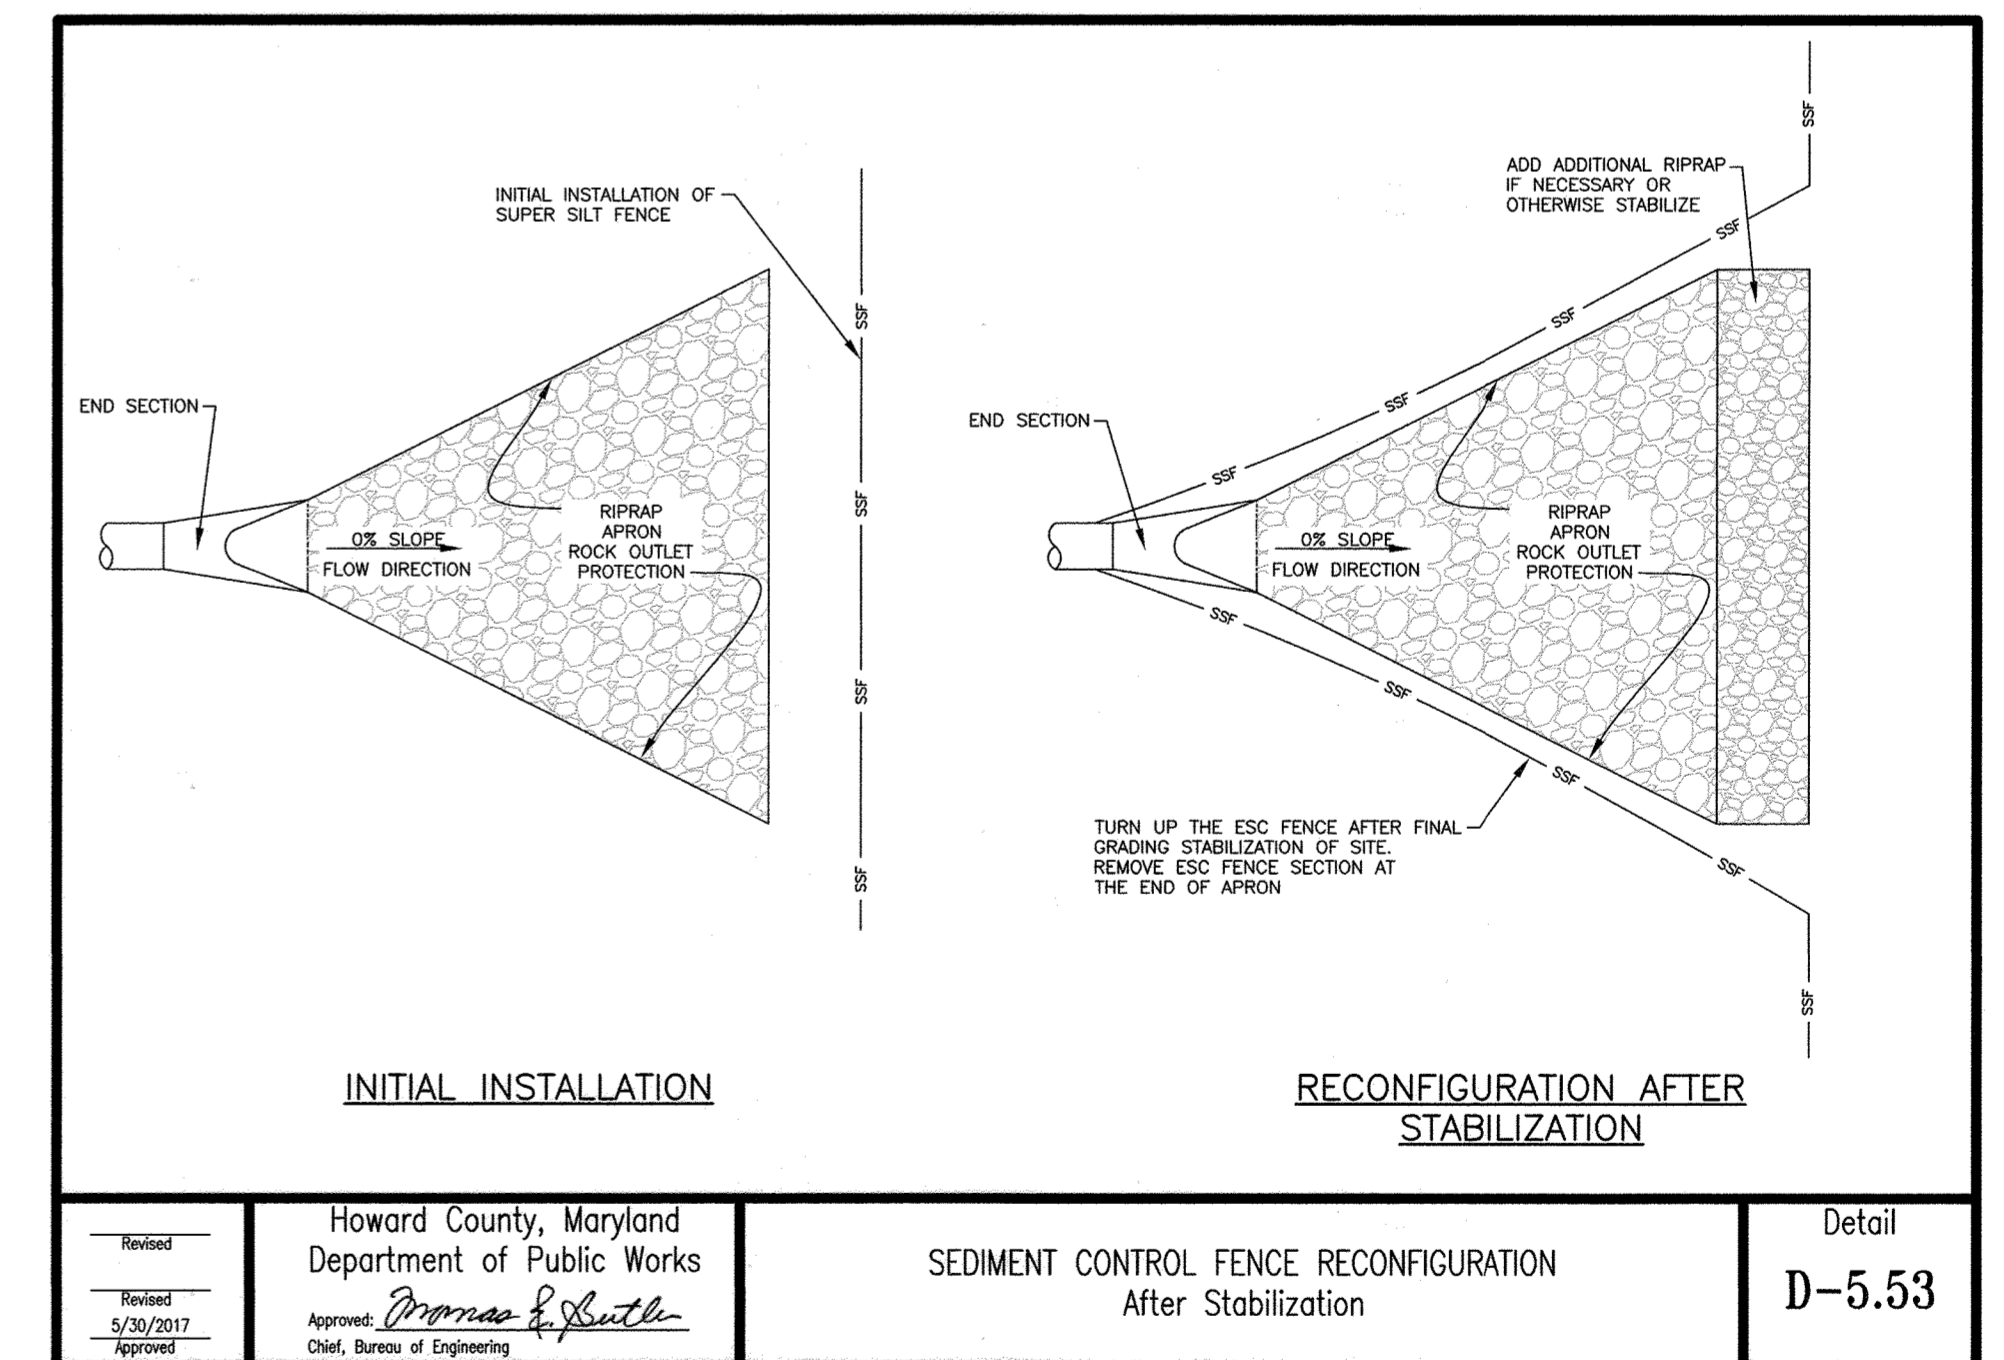 INITIAL INSTALLATION OF
SUPER SILT FENCE
SSF
SSF
SSF
SSF
END SECTION
0% SLOPE
FLOW DIRECTION
RIPRAP
APRON
ROCK OUTLET
PROTECTION
INITIAL INSTALLATION
SSF
ADD ADDITIONAL RIPRAP
IF NECESSARY OR
OTHERWISE STABILIZE
SSF
SSF
SSF
SSF
END SECTION
0% SLOPE
FLOW DIRECTION
RIPRAP
APRON
ROCK OUTLET
PROTECTION
SSF
SSF
SSF
SSF
TURN UP THE ESC FENCE AFTER FINAL
GRADING STABILIZATION OF SITE.
REMOVE ESC FENCE SECTION AT
THE END OF APRON
SSF
RECONFIGURATION AFTER
STABILIZATION
Revised
Revised
5/30/2017
Approved
Howard County, Maryland
Department of Public Works
Approved: Thomas E. Butler
Chief, Bureau of Engineering
SEDIMENT CONTROL FENCE RECONFIGURATION
After Stabilization
Detail
D-5.53